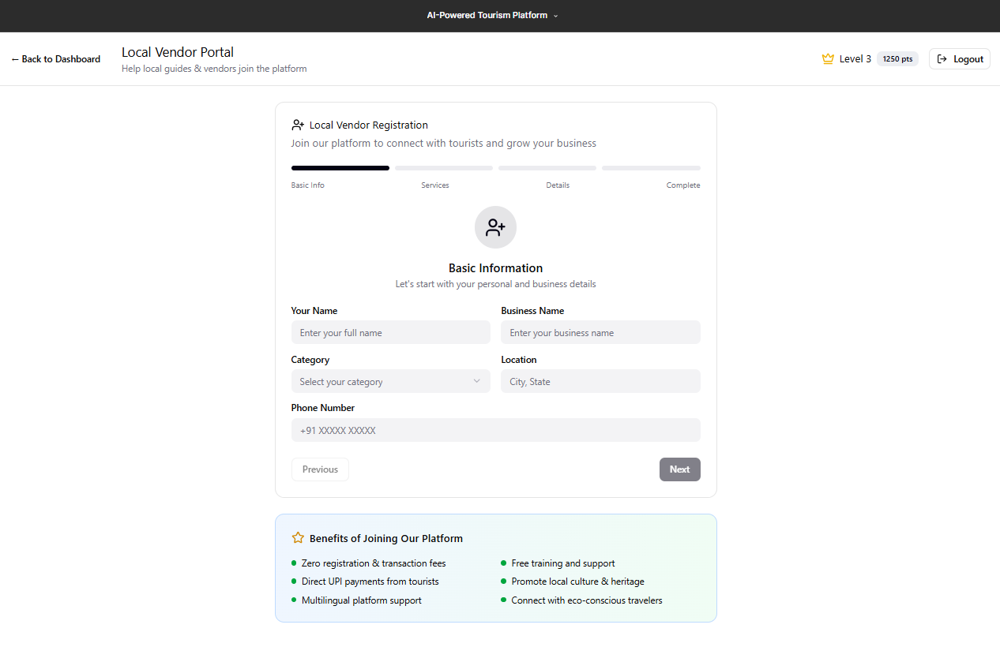 AI-Powered Tourism Platform
← Back to Dashboard
Local Vendor Portal
Help local guides & vendors join the platform
Level 3
1250 pts
Logout
Local Vendor Registration
Join our platform to connect with tourists and grow your business
Basic Info
Services
Details
Complete
Basic Information
Let's start with your personal and business details
Your Name
Business Name
Enter your full name
Enter your business name
Category
Location
Select your category
City, State
Phone Number
+91 XXXXX XXXXX
Previous
Next
Benefits of Joining Our Platform
Zero registration & transaction fees
Free training and support
Direct UPI payments from tourists
Promote local culture & heritage
Multilingual platform support
Connect with eco-conscious travelers